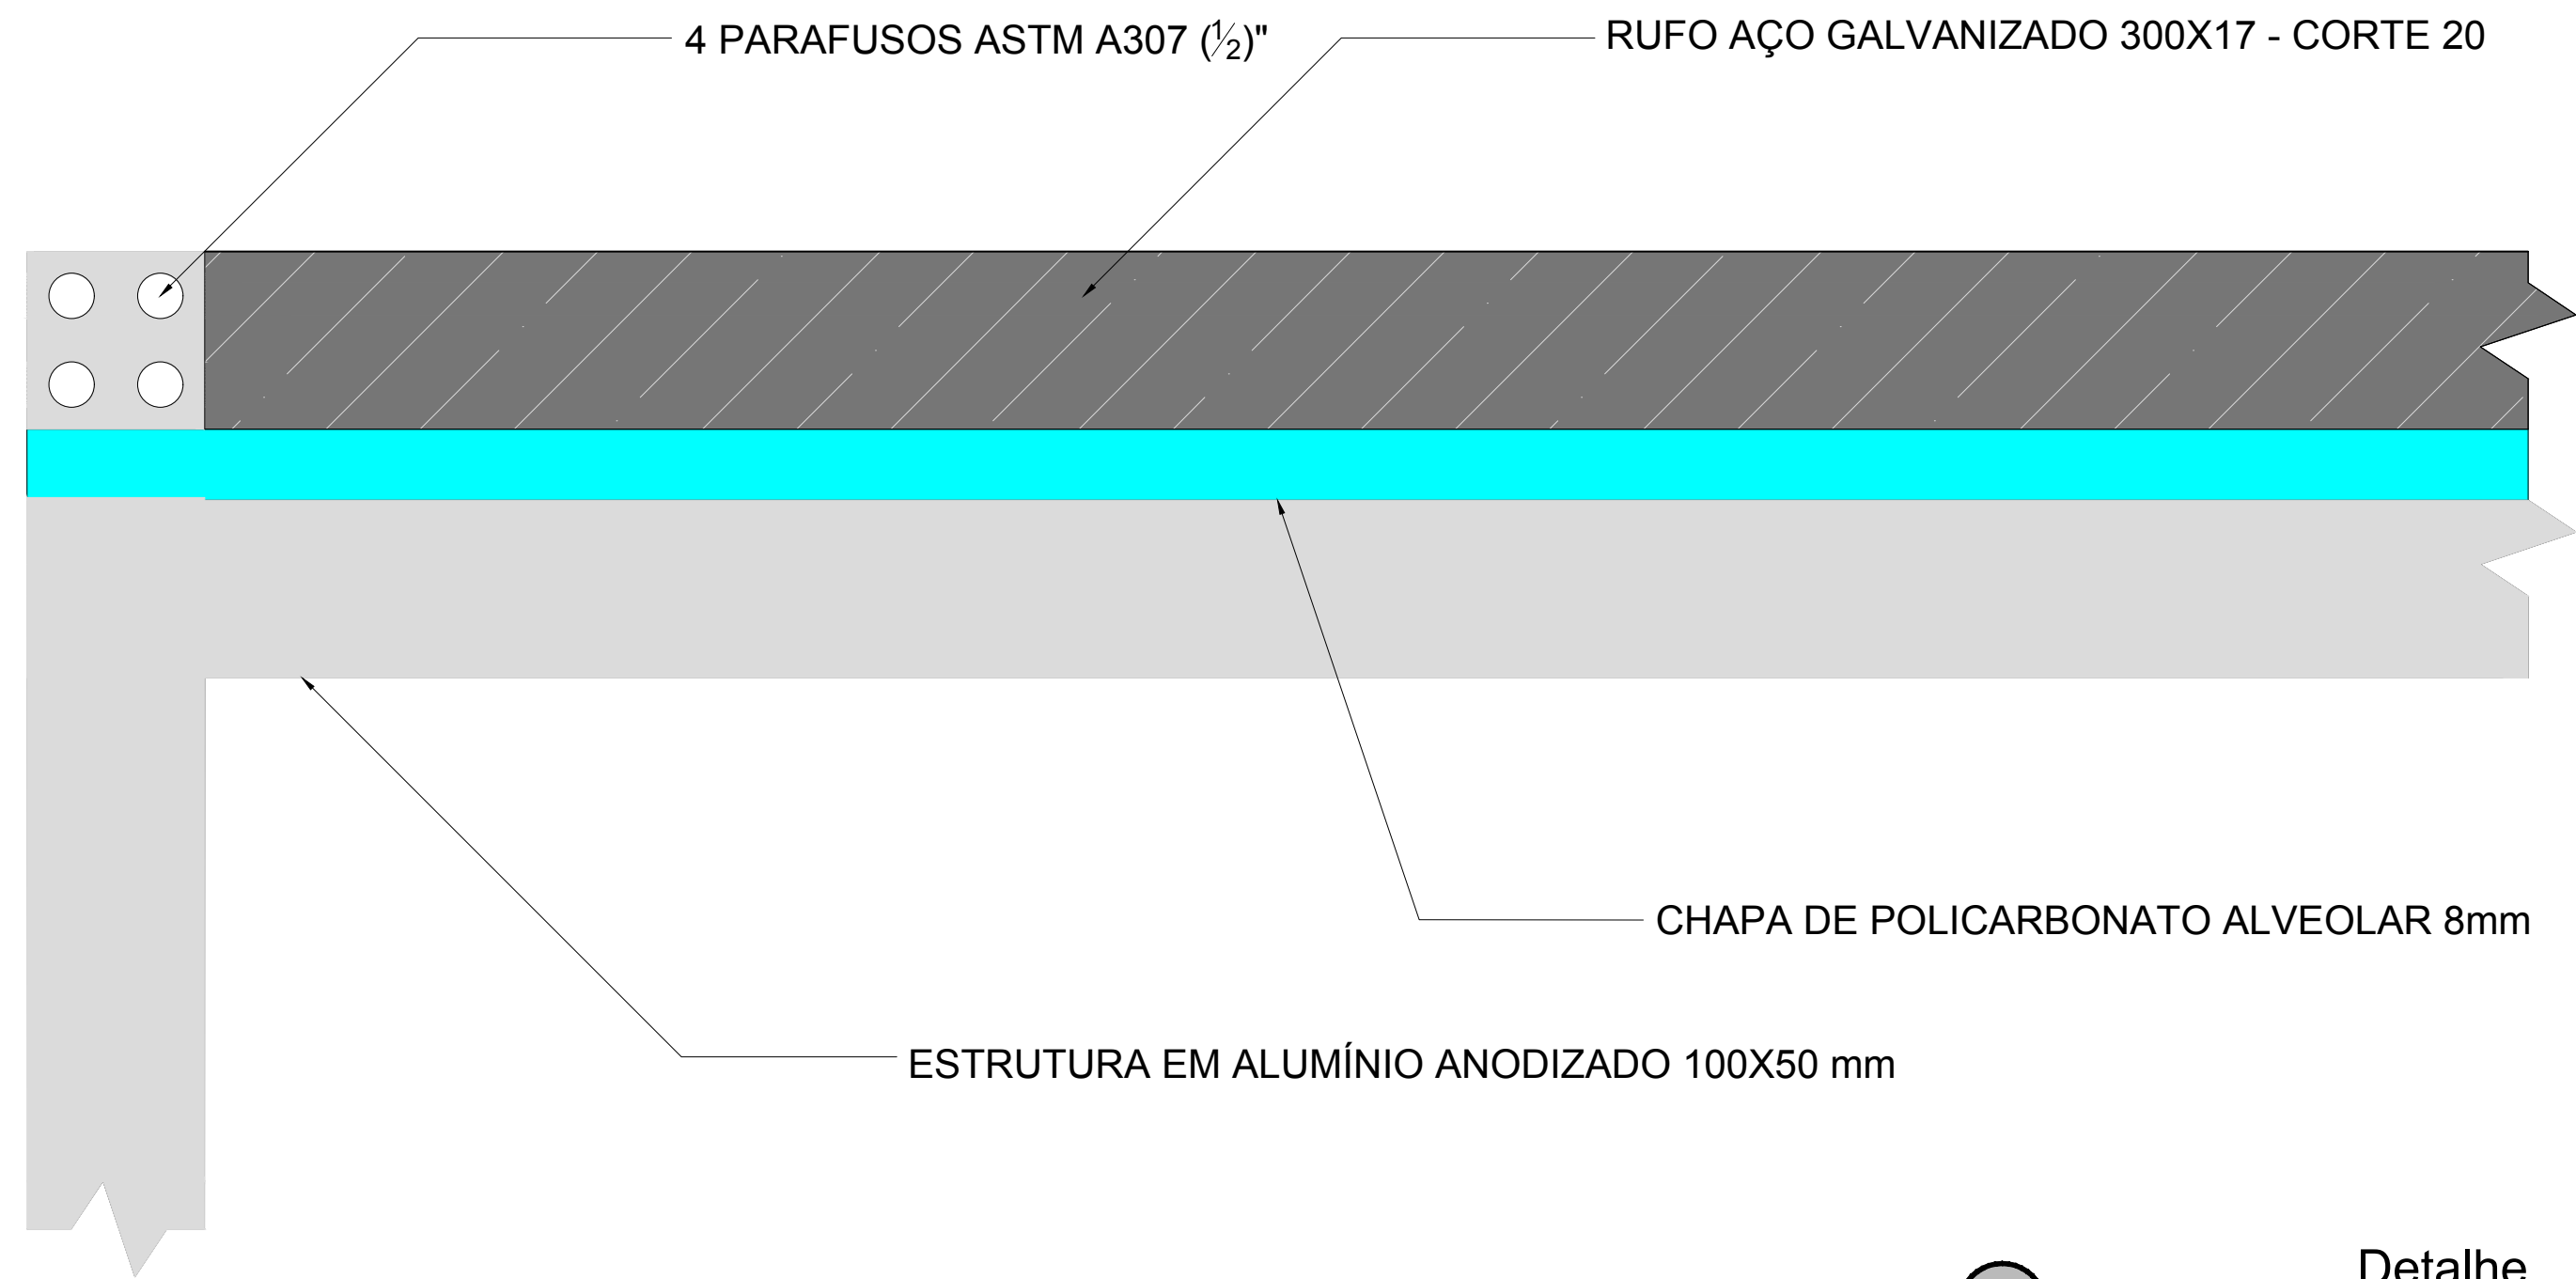 4 PARAFUSOS ASTM A307 (½)"
RUFO AÇO GALVANIZADO 300X17 - CORTE 20
CHAPA DE POLICARBONATO ALVEOLAR 8mm
ESTRUTURA EM ALUMÍNIO ANODIZADO 100X50 mm
Detalhe